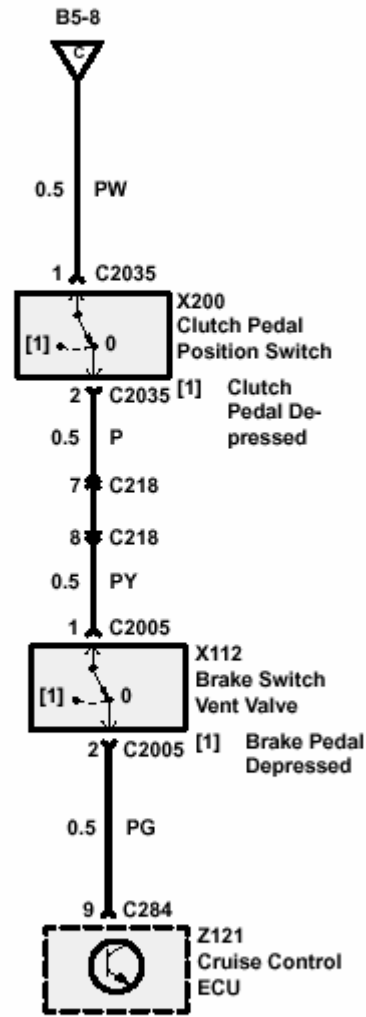 B5-8
C
0.5 PW
1 C2035
X200
Clutch Pedal
Position Switch
[1] 0
2 C2035
[1] Clutch
Pedal De-
pressed
0.5 P
7 C218
8 C218
0.5 PY
1 C2005
X112
Brake Switch
Vent Valve
[1] 0
2 C2005
[1] Brake Pedal
Depressed
0.5 PG
9 C284
Z121
Cruise Control
ECU